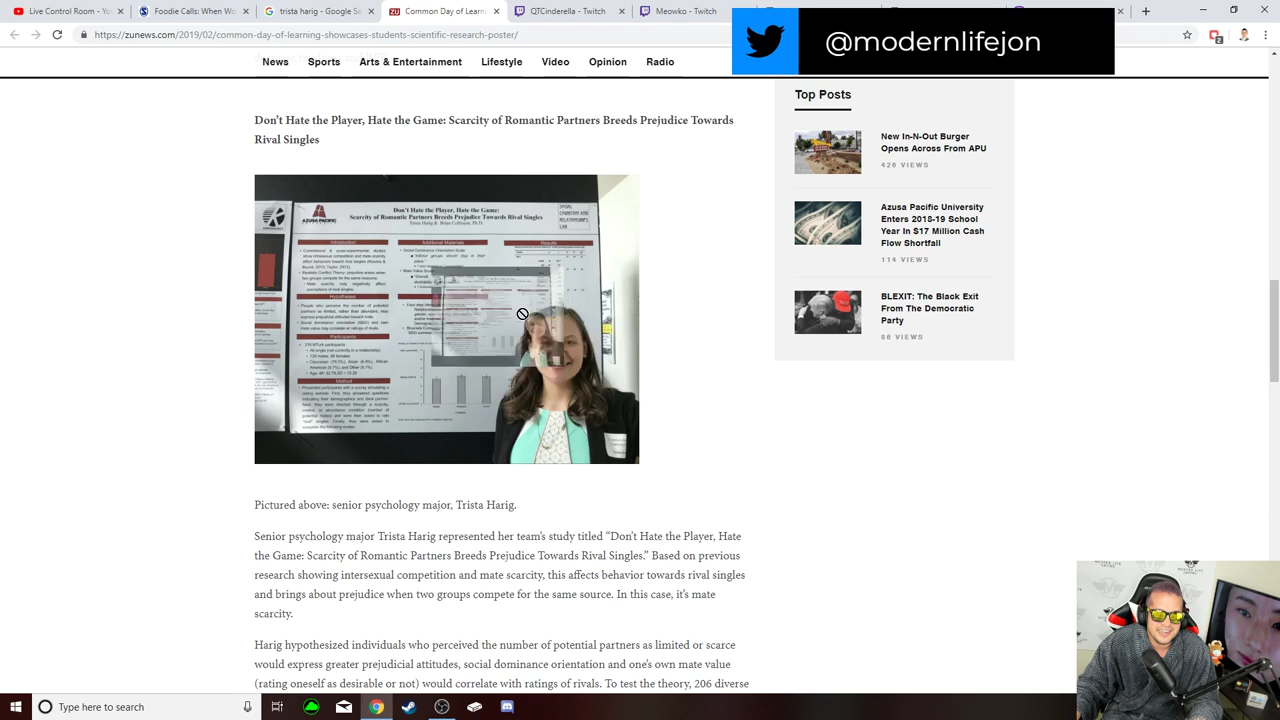 Live Control Room - Yo
Foodie Calls: Why Wo
Common Day of Learn
QTCinderella - Twitch
Meowko - Twitch
@modernlifejon
https://zunews.com/2019/02/common-day-of-learning-showcases-students-scientific-research-poster/
News Sports Arts & Entertainment Lifestyle Video Opinion Radio
Top Posts
Don't Hate the Player, Hate the Game: Scarcity of Romantic Partners Breeds Prejudice Towards
Rival Singles
New In-N-Out Burger
Opens Across From APU
426 VIEWS
Azusa Pacific University
Enters 2018-19 School
Year In $17 Million Cash
Flow Shortfall
114 VIEWS
BLEXIT: The Black Exit
From The Democratic
Party
86 VIEWS
AZUSA PACIFIC
Don't Hate the Player, Hate the Game:
Scarcity of Romantic Partners Breeds Prejudice Towards Rival Singles
Introduction
Hypotheses
Participants
Method
Additional Materials
Results
Pictured above: senior psychology major, Trista Harig.
Senior psychology major Trista Harig represented her team's study titled “Don't Hate the Player, Hate
the Game: Scarcity of Romantic Partners Breeds Prejudice Towards Rival Singles.” Based on previous
research showing intersexual competition and mate scarcity, this affects behavior towards rival singles
and brings about prejudice when two groups compete for the same source. In this case, it's mate
scarcity.
Harig hypothesized individuals who perceived the number of potential partners as limited or scarce
would express greater prejudicial attitudes, social dominance orientation and one's own mate value
(rating oneself as desirable or not) would correlate with ratings of rivals. To test the theory, 206 diverse
Type here to search